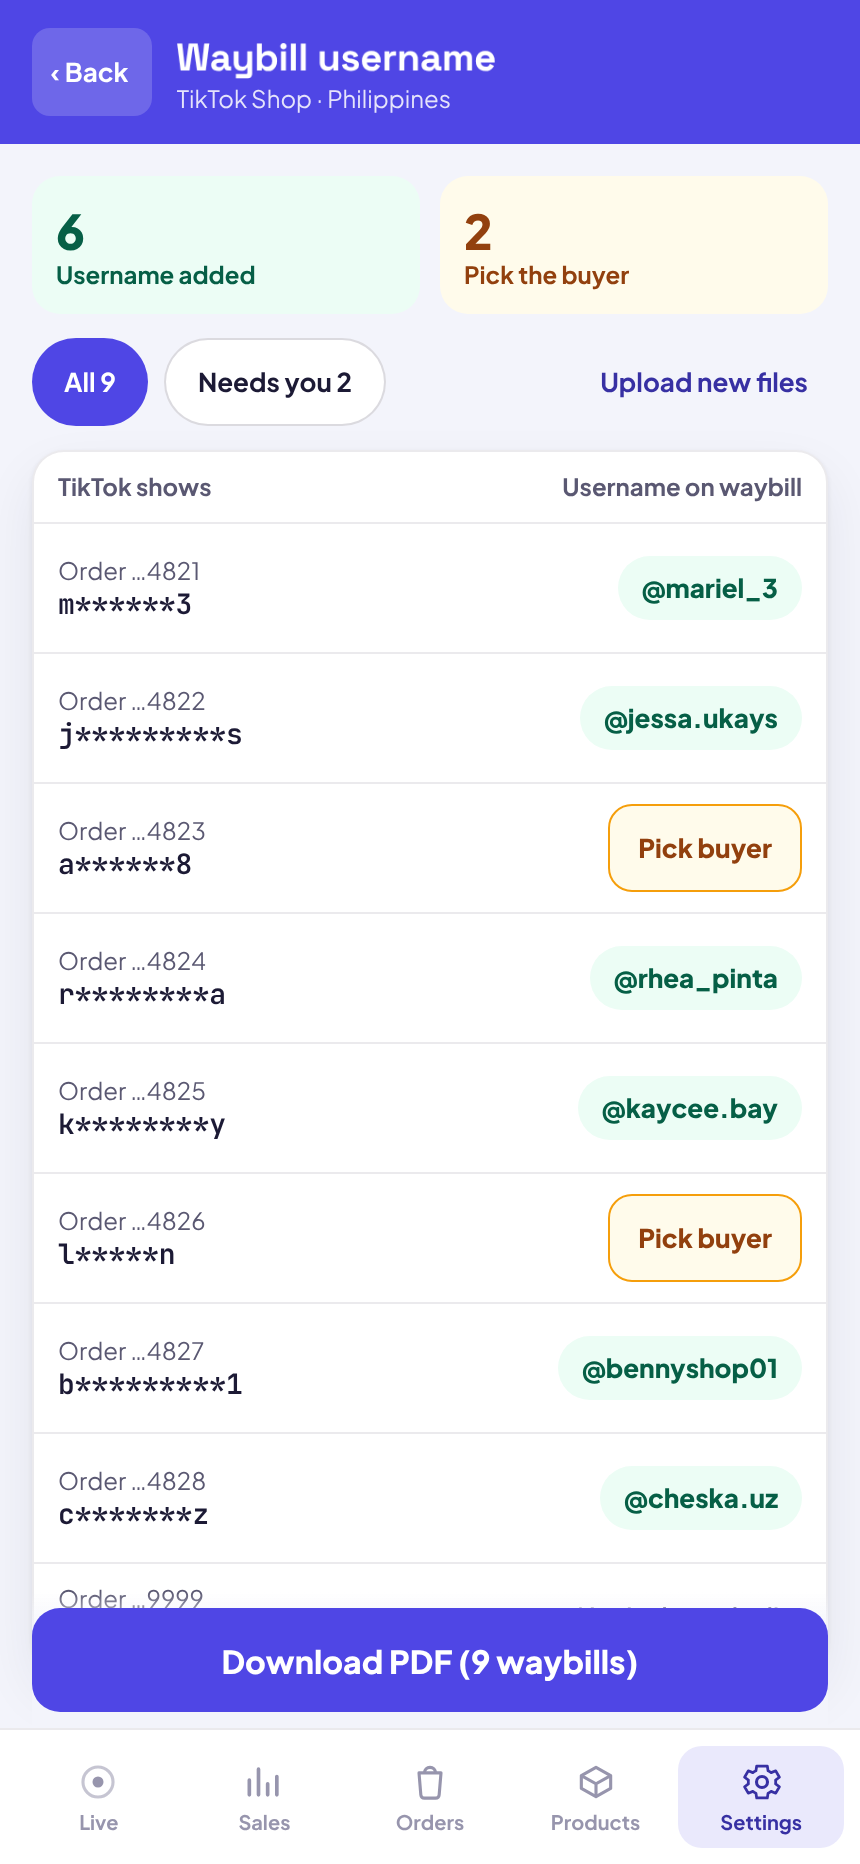 ‹ Back
Waybill username
TikTok Shop · Philippines
6
Username added
2
Pick the buyer
All 9
Needs you 2
Upload new files
TikTok shows
Username on waybill
Order ...4821
m******3
@mariel_3
Order ...4822
j*********s
@jessa.ukays
Order ...4823
a******8
Pick buyer
Order ...4824
r********a
@rhea_pinta
Order ...4825
k********y
@kaycee.bay
Order ...4826
l*****n
Pick buyer
Order ...4827
b*********1
@bennyshop01
Order ...4828
c*******z
@cheska.uz
Order ...9999
Download PDF (9 waybills)
Live
Sales
Orders
Products
Settings